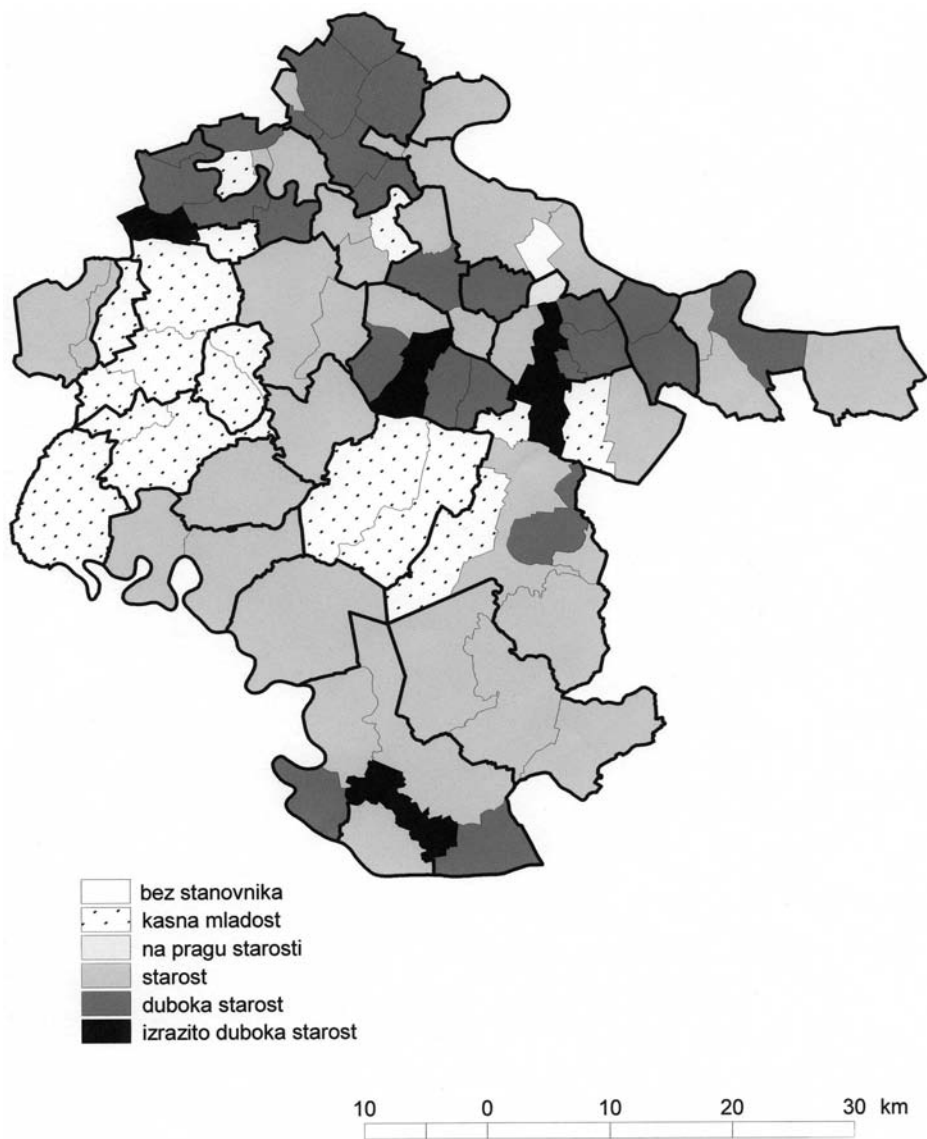 bez stanovnika
kasna mladost
na pragu starosti
starost
duboka starost
izrazito duboka starost
10 0 10 20 30 km